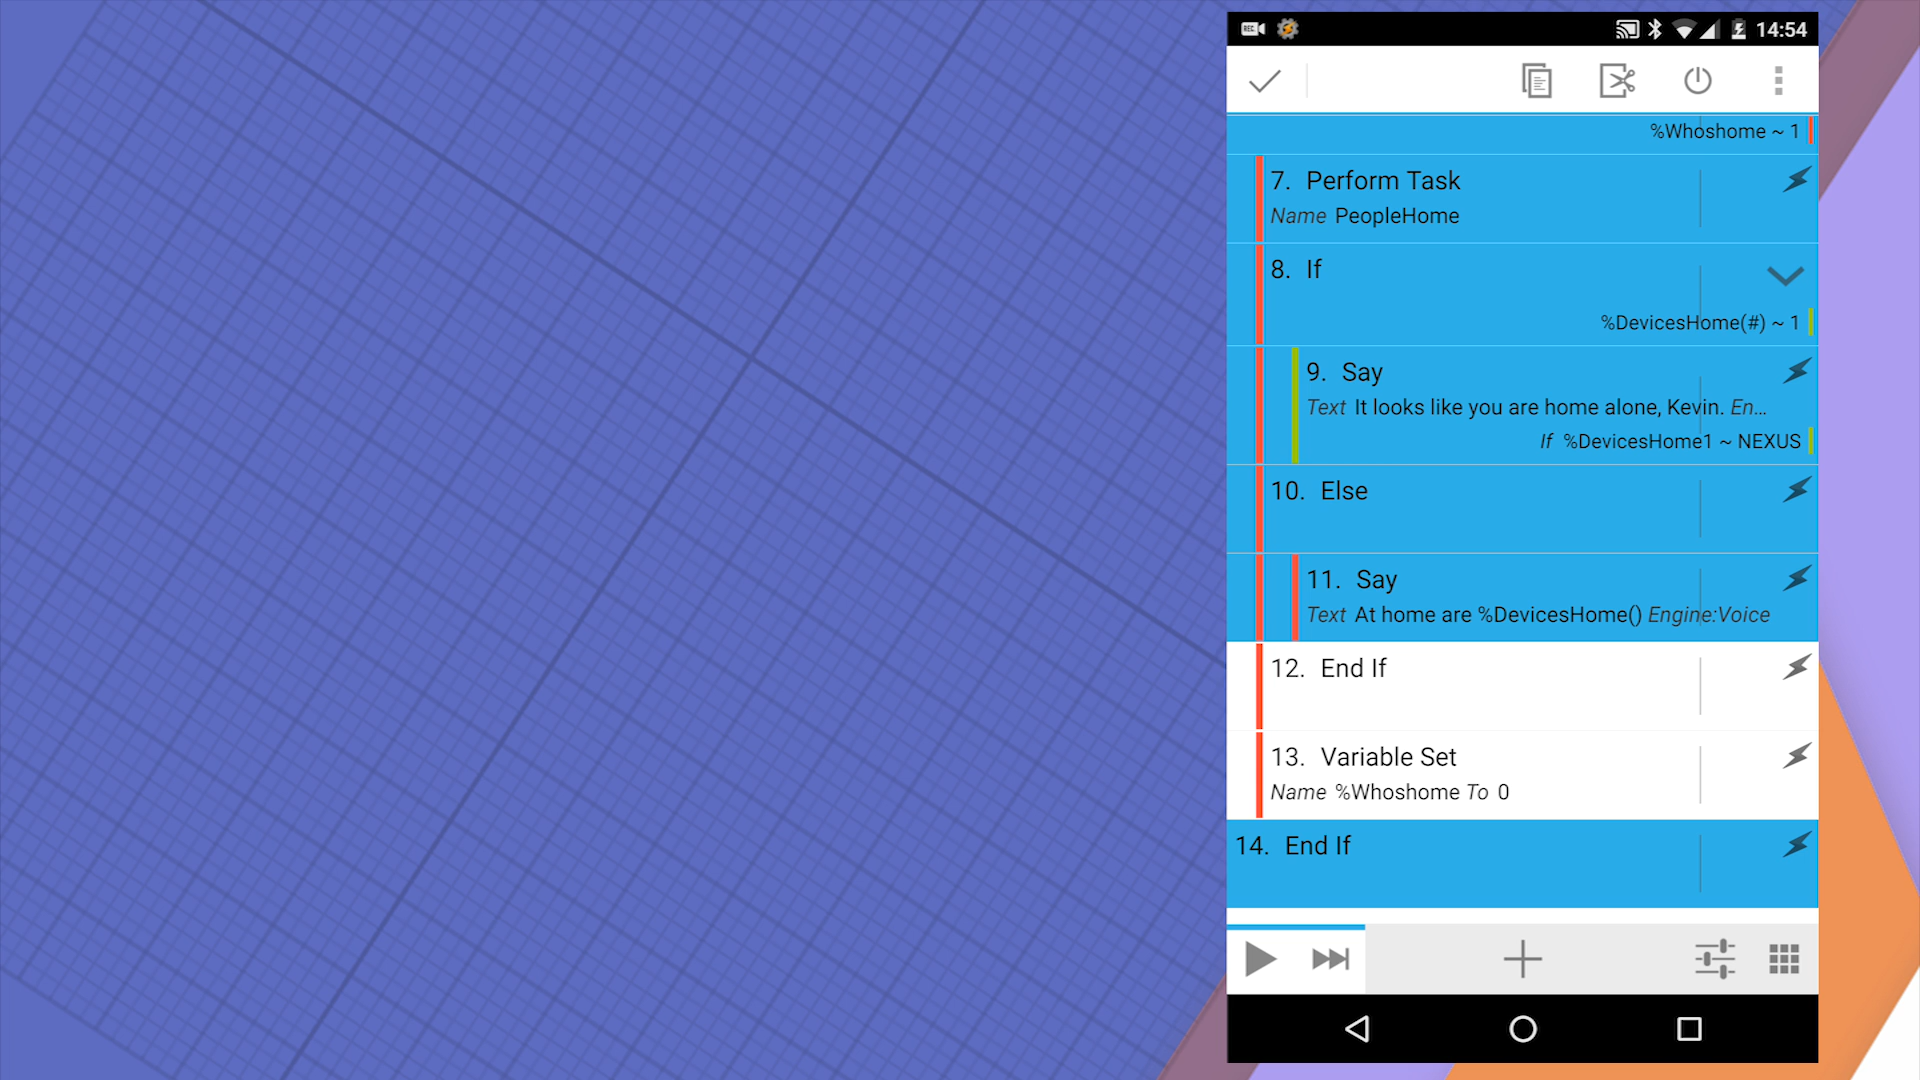 REC
14:54
%Whoshome ~ 1
7. Perform Task
Name PeopleHome
8. If
%DevicesHome(#) ~ 1
9. Say
Text It looks like you are home alone, Kevin. En...
If %DevicesHome1 ~ NEXUS
10. Else
11. Say
Text At home are %DevicesHome() Engine:Voice
12. End If
13. Variable Set
Name %Whoshome To 0
14. End If